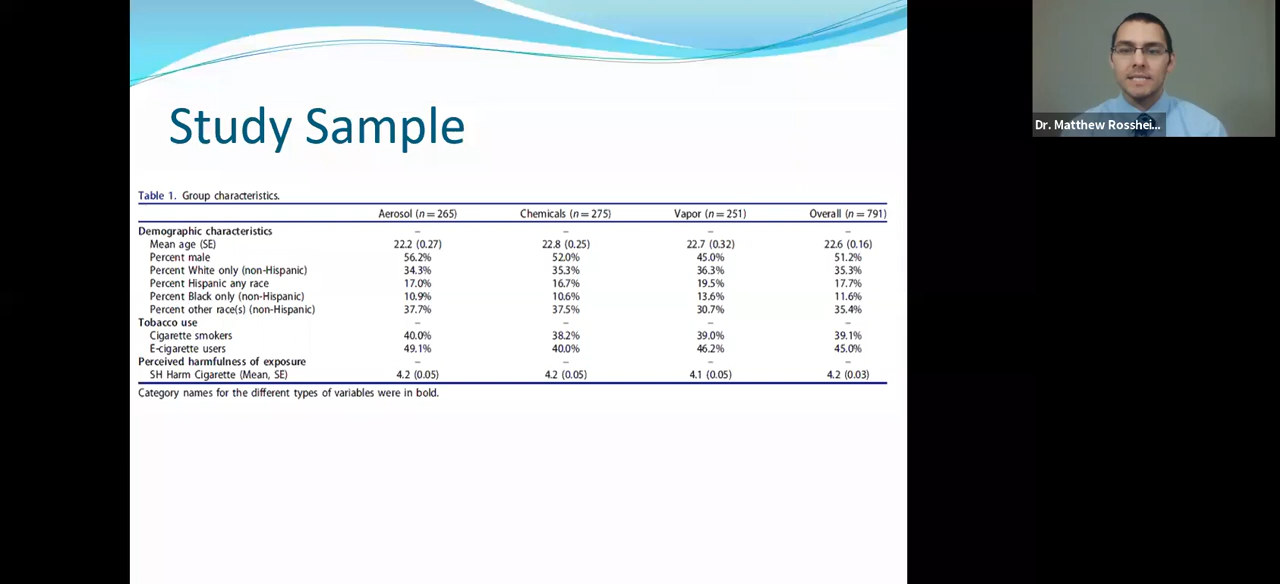 Study Sample
Dr. Matthew Rosshei...
Table 1. Group characteristics.
Aerosol (n = 265) Chemicals (n = 275) Vapor (n = 251) Overall (n = 791)
Demographic characteristics – – – –
Mean age (SE) 22.2 (0.27) 22.8 (0.25) 22.7 (0.32) 22.6 (0.16)
Percent male 56.2% 52.0% 45.0% 51.2%
Percent White only (non-Hispanic) 34.3% 35.3% 36.3% 35.3%
Percent Hispanic any race 17.0% 16.7% 19.5% 17.7%
Percent Black only (non-Hispanic) 10.9% 10.6% 13.6% 11.6%
Percent other race(s) (non-Hispanic) 37.7% 37.5% 30.7% 35.4%
Tobacco use – – – –
Cigarette smokers 40.0% 38.2% 39.0% 39.1%
E-cigarette users 49.1% 40.0% 46.2% 45.0%
Perceived harmfulness of exposure – – – –
SH Harm Cigarette (Mean, SE) 4.2 (0.05) 4.2 (0.05) 4.1 (0.05) 4.2 (0.03)
Category names for the different types of variables were in bold.